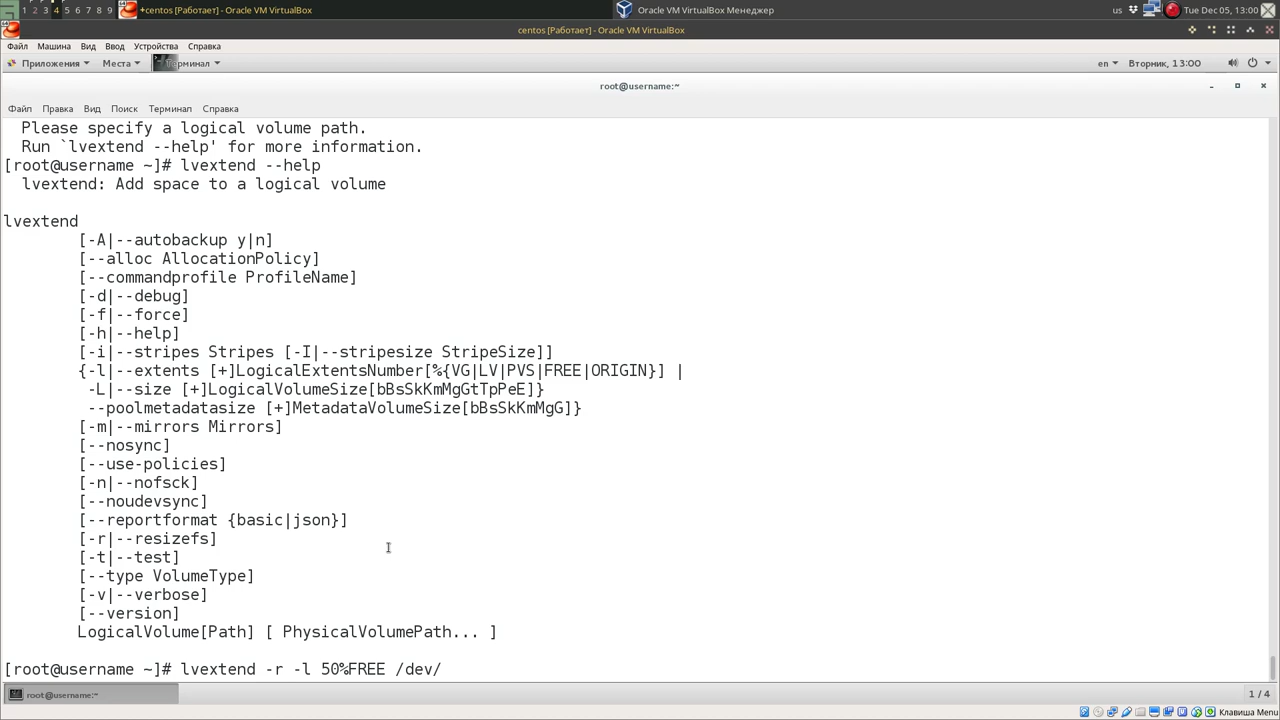 1 2 3 4 5 6 7 8 9 •centos [Работает] - Oracle VM VirtualBox Oracle VM VirtualBox Менеджер us Tue Dec 05, 13:00
centos [Работает] - Oracle VM VirtualBox
Файл Машина Вид Ввод Устройства Справка
Приложения Места Терминал en Вторник, 13:00
root@username:~
Файл Правка Вид Поиск Терминал Справка
Please specify a logical volume path.
Run `lvextend --help' for more information.
[root@username ~]# lvextend --help
lvextend: Add space to a logical volume
lvextend
[-A|--autobackup y|n]
[--alloc AllocationPolicy]
[--commandprofile ProfileName]
[-d|--debug]
[-f|--force]
[-h|--help]
[-i|--stripes Stripes [-I|--stripesize StripeSize]]
{-l|--extents [+]LogicalExtentsNumber[%{VG|LV|PVS|FREE|ORIGIN}] |
-L|--size [+]LogicalVolumeSize[bBsSkKmMgGtTpPeE]}
--poolmetadatasize [+]MetadataVolumeSize[bBsSkKmMgG]}
[-m|--mirrors Mirrors]
[--nosync]
[--use-policies]
[-n|--nofsck]
[--noudevsync]
[--reportformat {basic|json}]
[-r|--resizefs]
[-t|--test]
[--type VolumeType]
[-v|--verbose]
[--version]
LogicalVolume[Path] [ PhysicalVolumePath... ]
[root@username ~]# lvextend -r -l 50%FREE /dev/
root@username:~ 1 / 4
Клавиша Menu